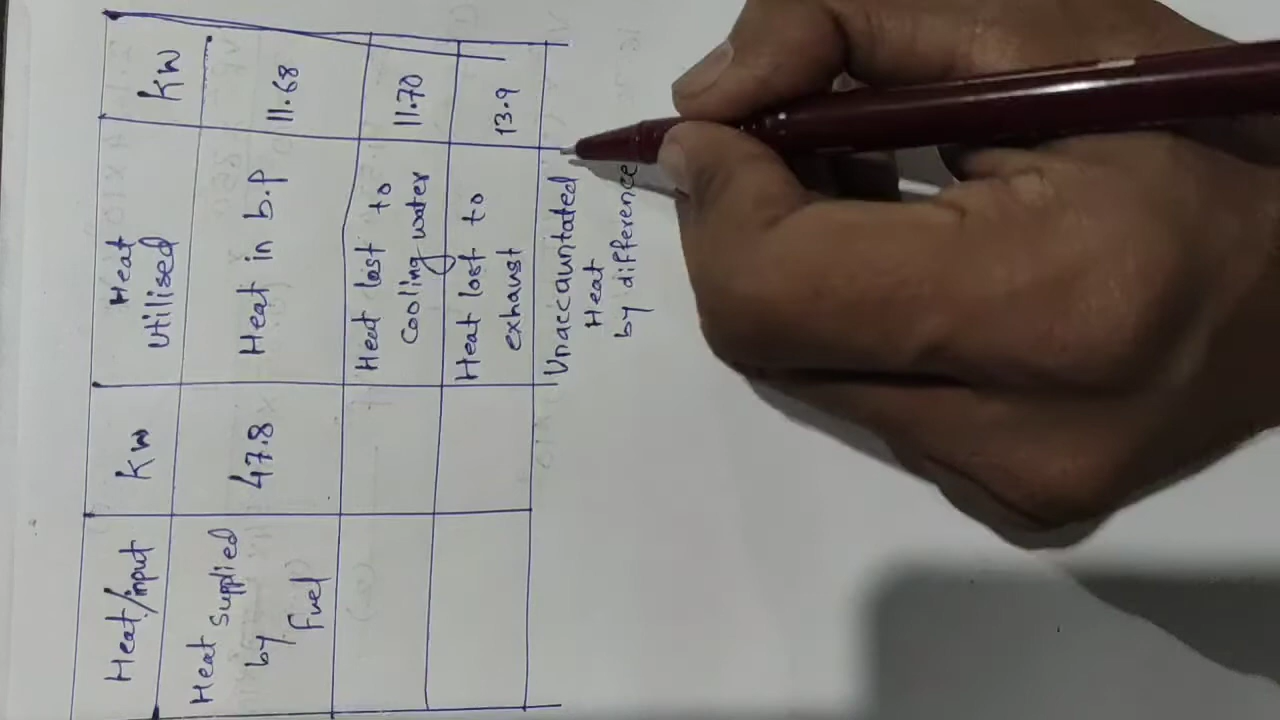 Heat/input
Kw
Heat
utilised
Kw
Heat supplied
by
fuel
47.8
Heat in b.p
11.68
Heat lost to
cooling water
11.70
Heat lost to
exhaust
13.9
Unaccauntated
Heat
by difference